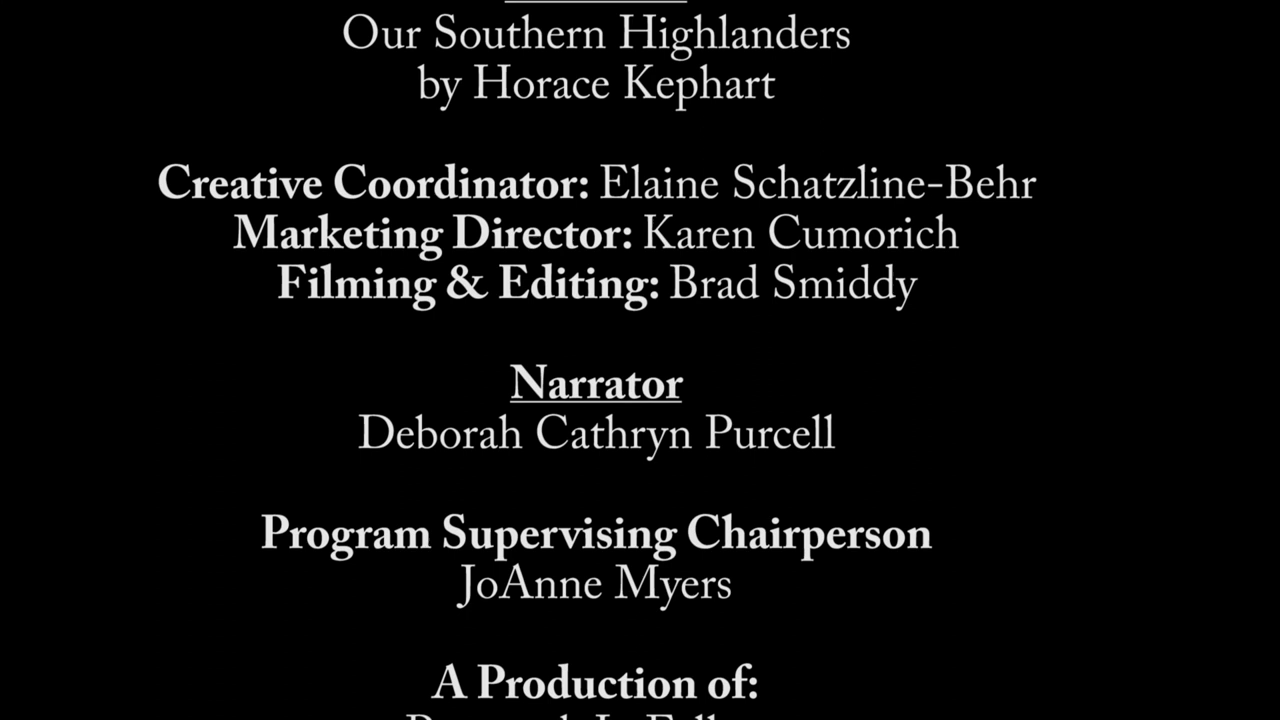 Our Southern Highlanders
by Horace Kephart
Creative Coordinator: Elaine Schatzline-Behr
Marketing Director: Karen Cumorich
Filming & Editing: Brad Smiddy
Narrator
Deborah Cathryn Purcell
Program Supervising Chairperson
JoAnne Myers
A Production of: